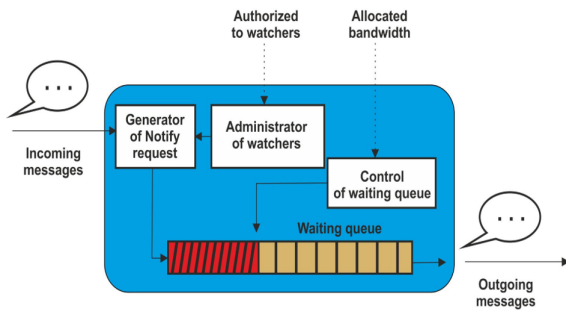 Authorized
to watchers
Allocated
bandwidth
...
Incoming
messages
Generator
of Notify
request
Administrator
of watchers
Control
of waiting queue
Waiting queue
...
Outgoing
messages